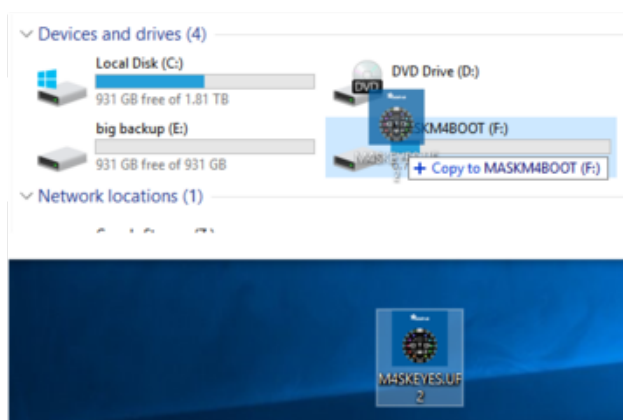 Devices and drives (4)
Local Disk (C:)
931 GB free of 1.81 TB
DVD Drive (D:)
DVD
big backup (E:)
931 GB free of 931 GB
MASKM4BOOT (F:)
+ Copy to MASKM4BOOT (F:)
Network locations (1)
M4SKEYES.UF
2